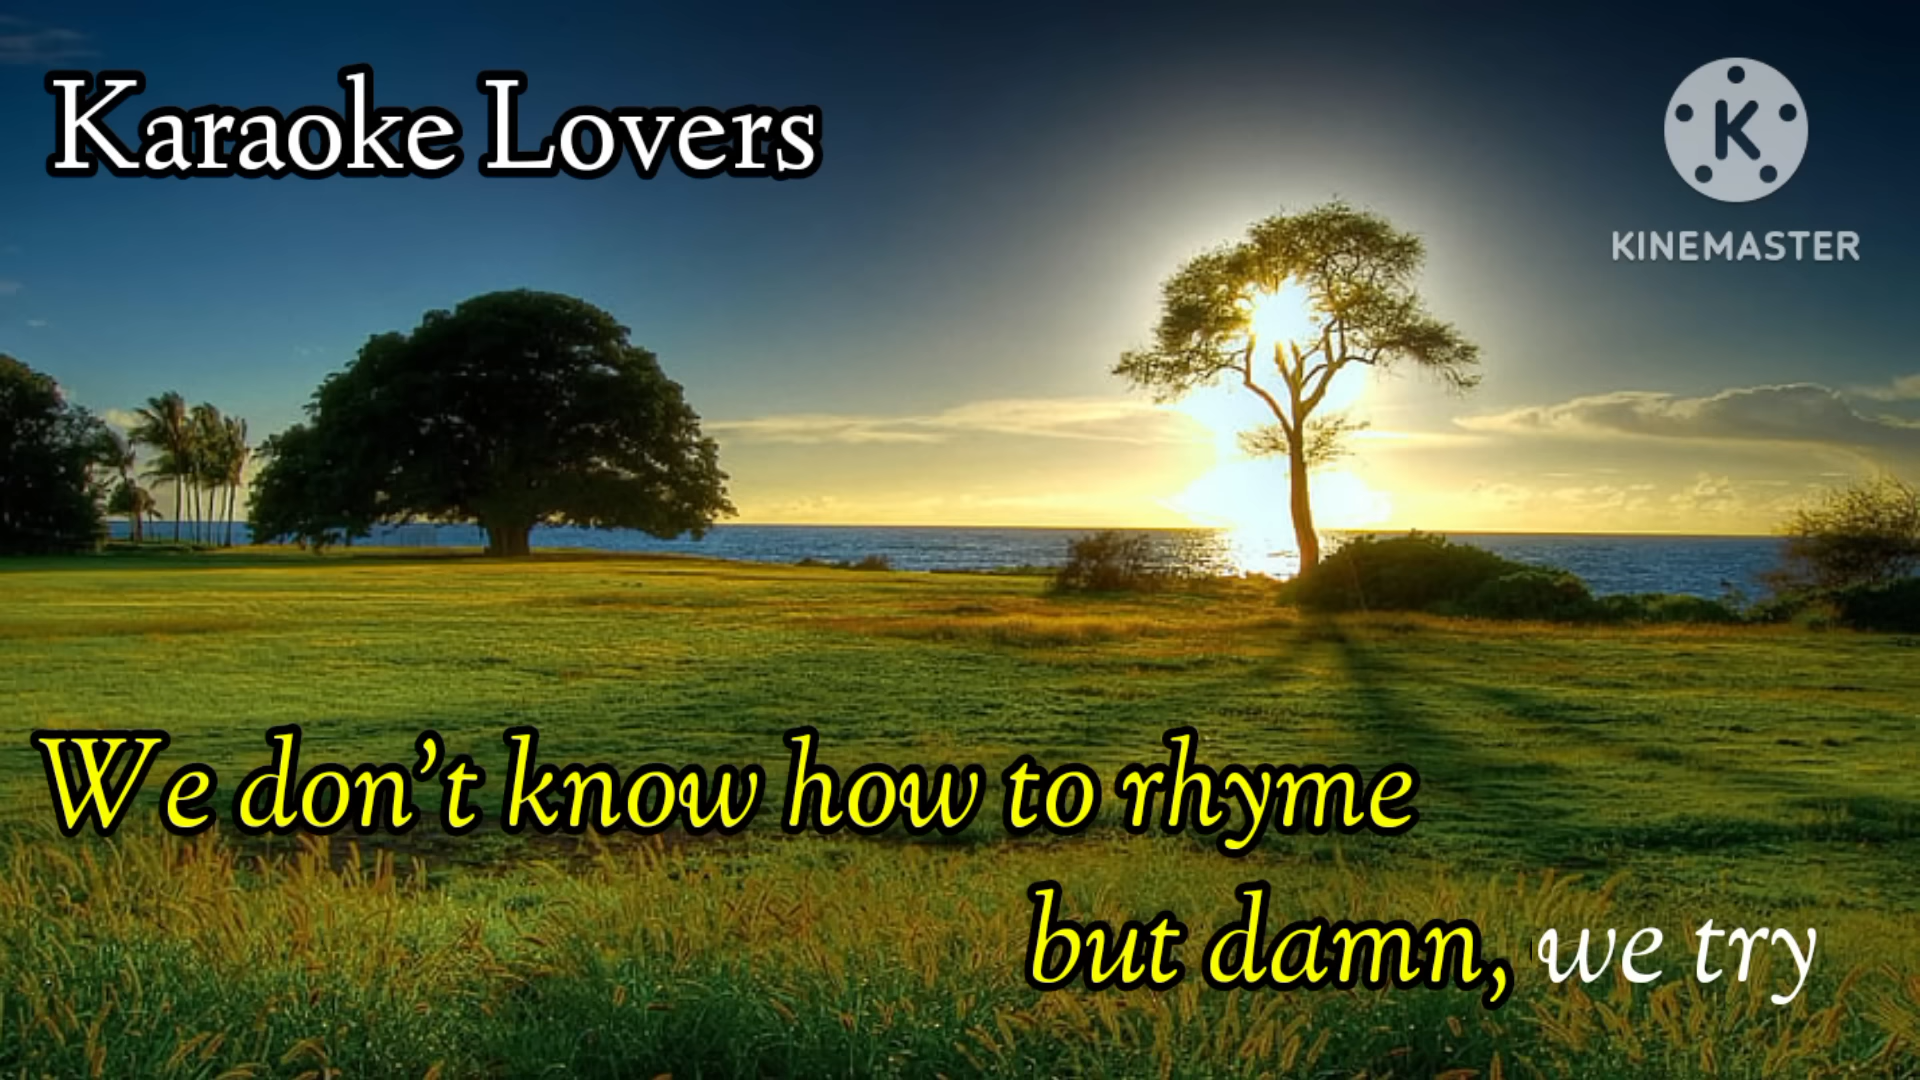 Karaoke Lovers
K
KINEMASTER
We don't know how to rhyme
but damn, we try